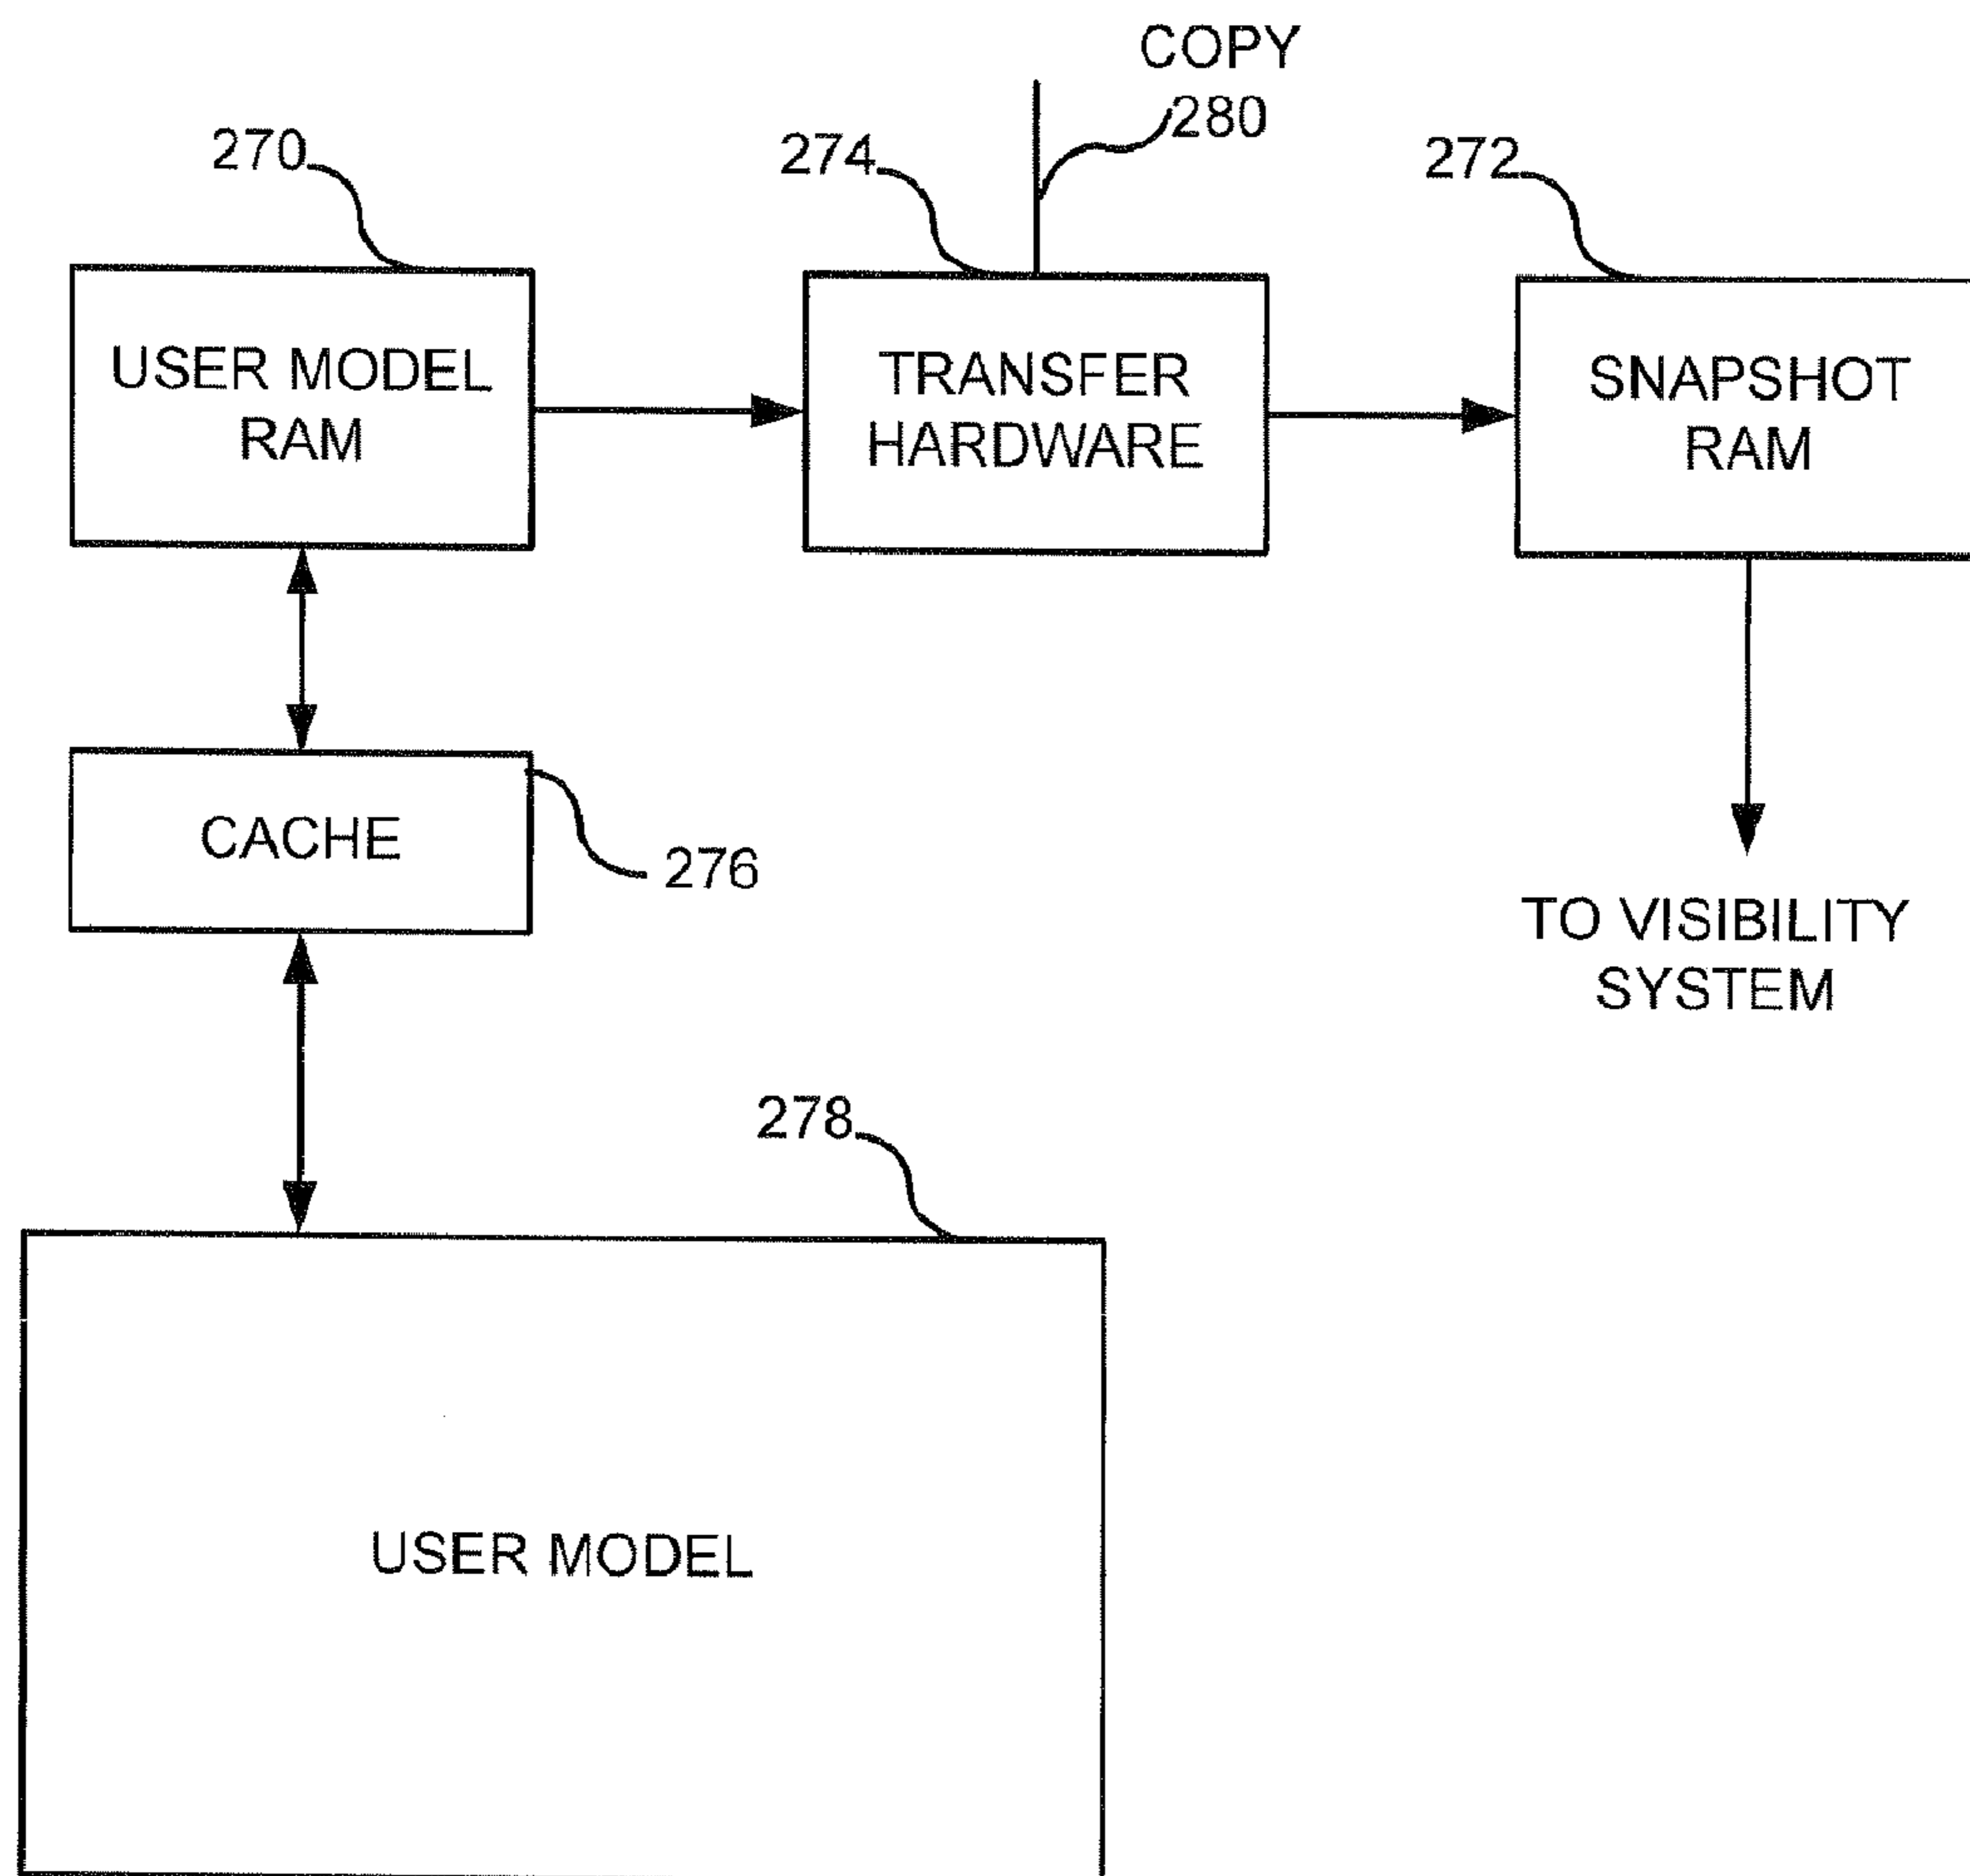 COPY
280
270
274
272
USER MODEL
RAM
TRANSFER
HARDWARE
SNAPSHOT
RAM
CACHE
276
TO VISIBILITY
SYSTEM
278
USER MODEL